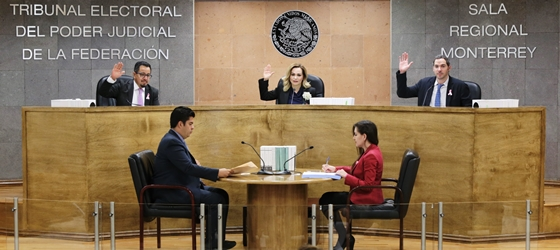 TRIBUNAL ELECTORAL
DEL PODER JUDICIAL
DE LA FEDERACIÓN
SALA
REGIONAL
MONTERREY